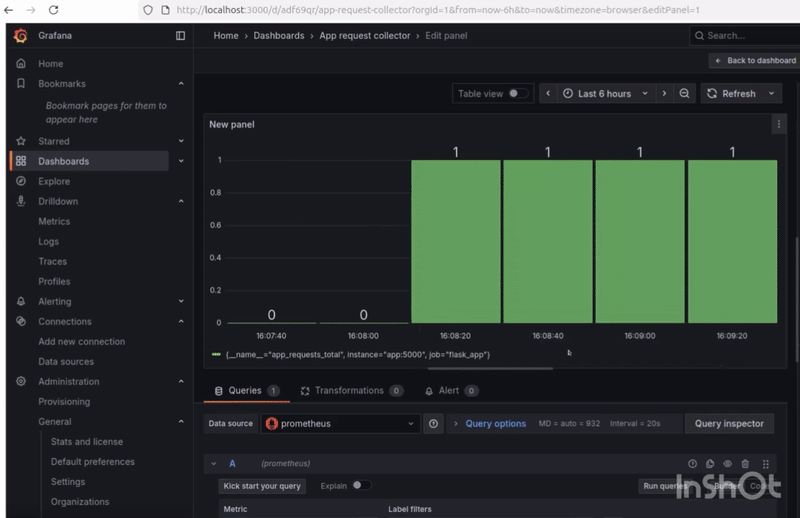 http://localhost:3000/d/adf69qr/app-request-collector?orgId=1&from=now-6h&to=now&timezone=browser&editPanel=1
Grafana
Home > Dashboards > App request collector > Edit panel
Search...
Back to dashboard
Home
Bookmarks
Bookmark pages for them to
appear here
Starred
Dashboards
Explore
Drilldown
Metrics
Logs
Traces
Profiles
Alerting
Connections
Add new connection
Data sources
Administration
Provisioning
General
Stats and license
Default preferences
Settings
Organizations
Table view
Last 6 hours
Refresh
New panel
1 1 1 1
1
0.8
0.6
0.4
0.2
0
0 0
16:07:40 16:08:00 16:08:20 16:08:40 16:09:00 16:09:20
{__name__="app_requests_total", instance="app:5000", job="flask_app"}
Queries 1 Transformations 0 Alert 0
Data source prometheus Query options MD = auto = 932 Interval = 20s Query inspector
A (prometheus)
Kick start your query Explain Run queries Builder
Metric Label filters
InShOt